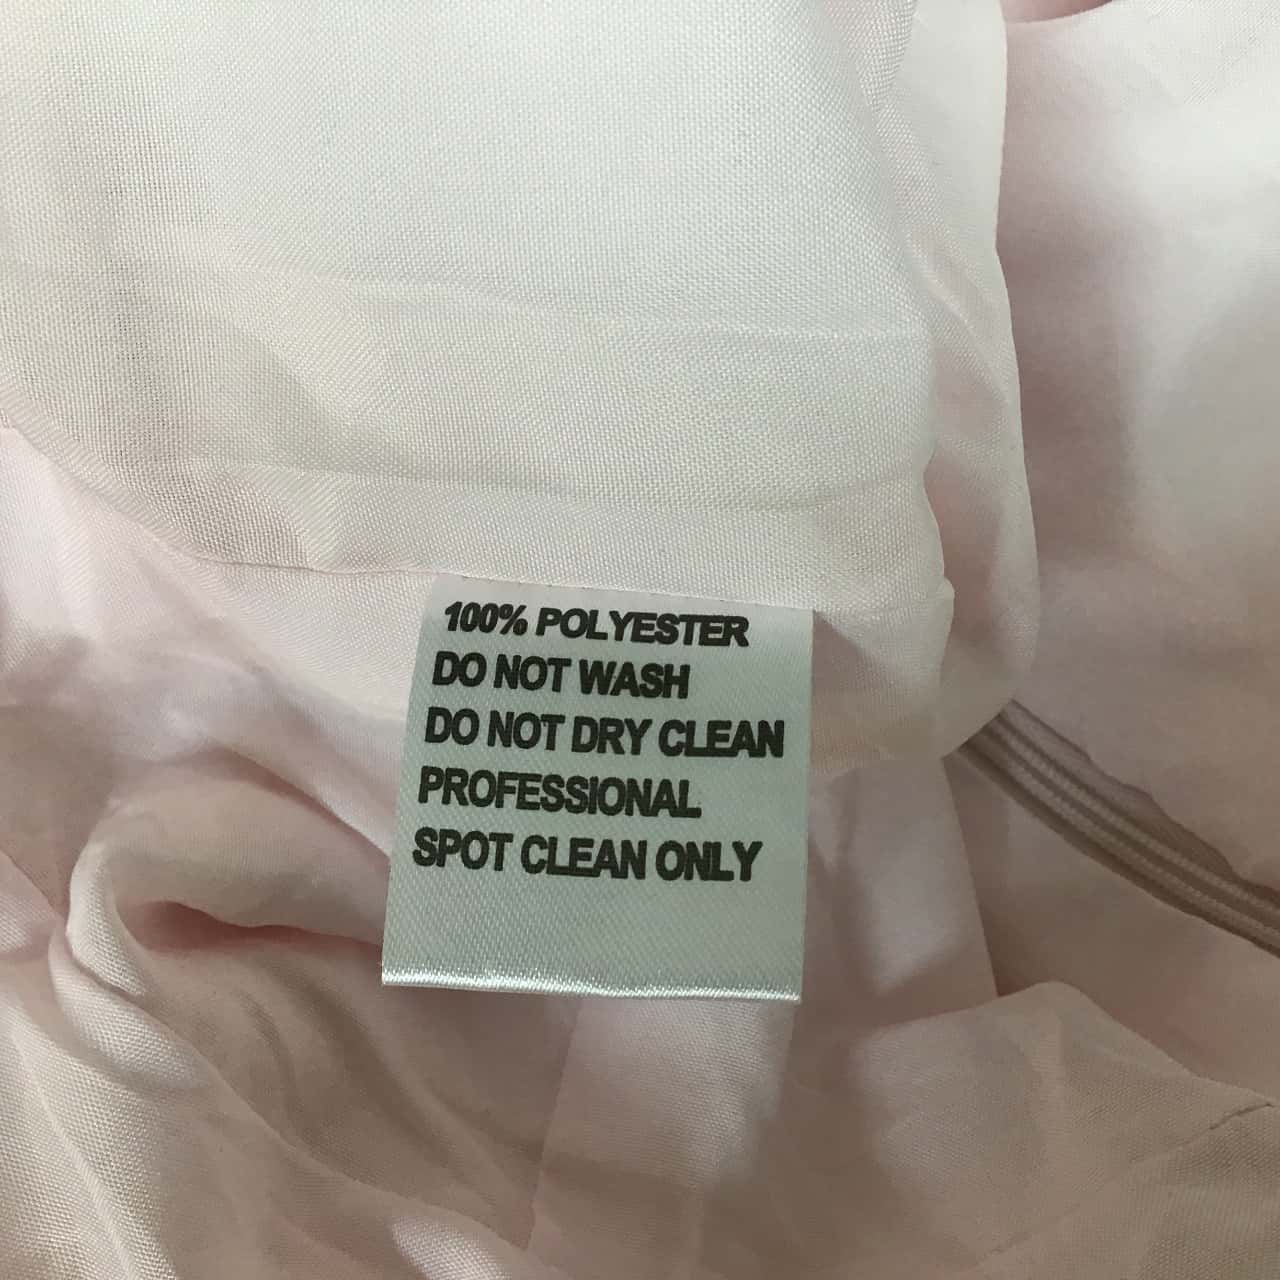 100% POLYESTER
DO NOT WASH
DO NOT DRY CLEAN
PROFESSIONAL
SPOT CLEAN ONLY